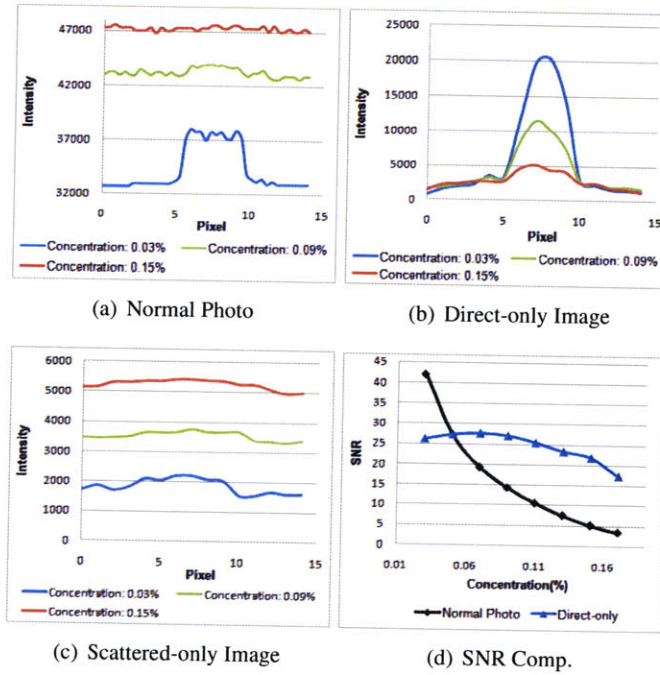 47000
42000
37000
32000
Intensity
0 5 10 15
Pixel
Concentration: 0.03% Concentration: 0.09%
Concentration: 0.15%
(a) Normal Photo
25000
20000
15000
10000
5000
0
Intensity
0 5 10 15
Pixel
Concentration: 0.03% Concentration: 0.09%
Concentration: 0.15%
(b) Direct-only Image
6000
5000
4000
3000
2000
1000
0
Intensity
0 5 10 15
Pixel
Concentration: 0.03% Concentration: 0.09%
Concentration: 0.15%
(c) Scattered-only Image
45
40
35
30
25
20
15
10
5
0
SNR
0.01 0.06 0.11 0.16
Concentration(%)
Normal Photo Direct-only
(d) SNR Comp.